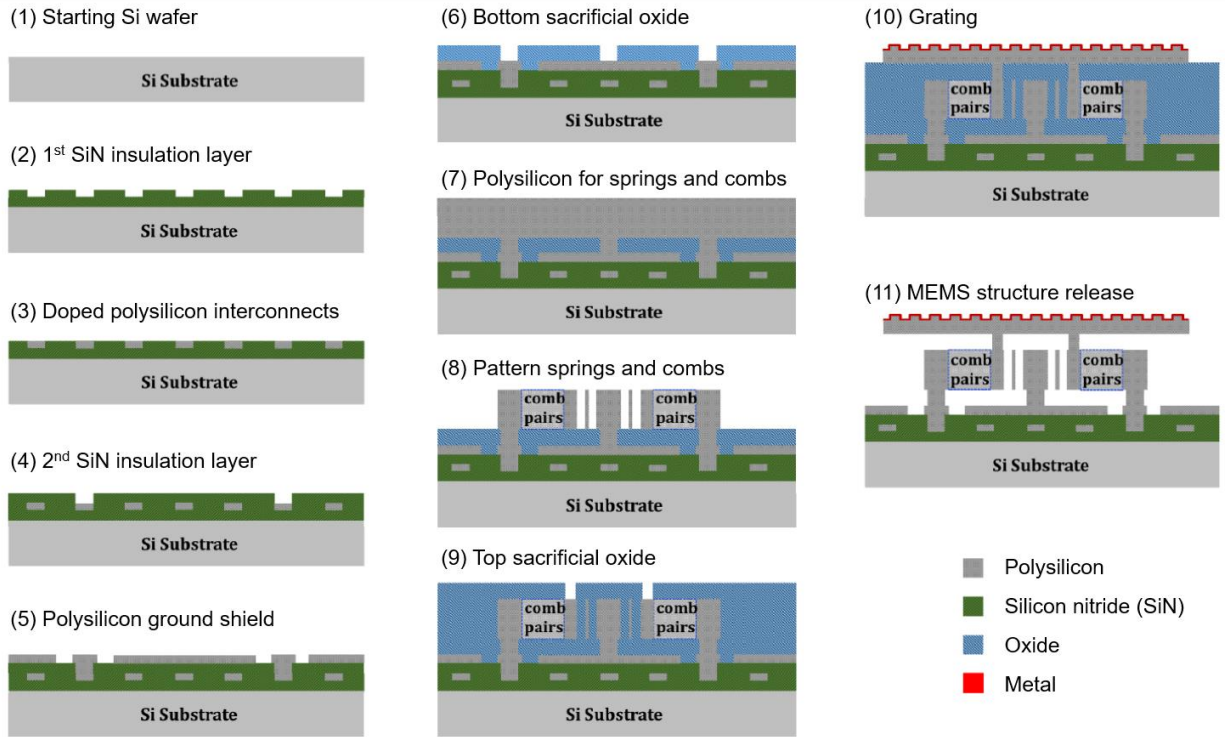 (1) Starting Si wafer
Si Substrate
(2) 1st SiN insulation layer
Si Substrate
(3) Doped polysilicon interconnects
Si Substrate
(4) 2nd SiN insulation layer
Si Substrate
(5) Polysilicon ground shield
Si Substrate
(6) Bottom sacrificial oxide
Si Substrate
(7) Polysilicon for springs and combs
Si Substrate
(8) Pattern springs and combs
comb
pairs
comb
pairs
Si Substrate
(9) Top sacrificial oxide
comb
pairs
comb
pairs
Si Substrate
(10) Grating
comb
pairs
comb
pairs
Si Substrate
(11) MEMS structure release
comb
pairs
comb
pairs
Si Substrate
Polysilicon
Silicon nitride (SiN)
Oxide
Metal